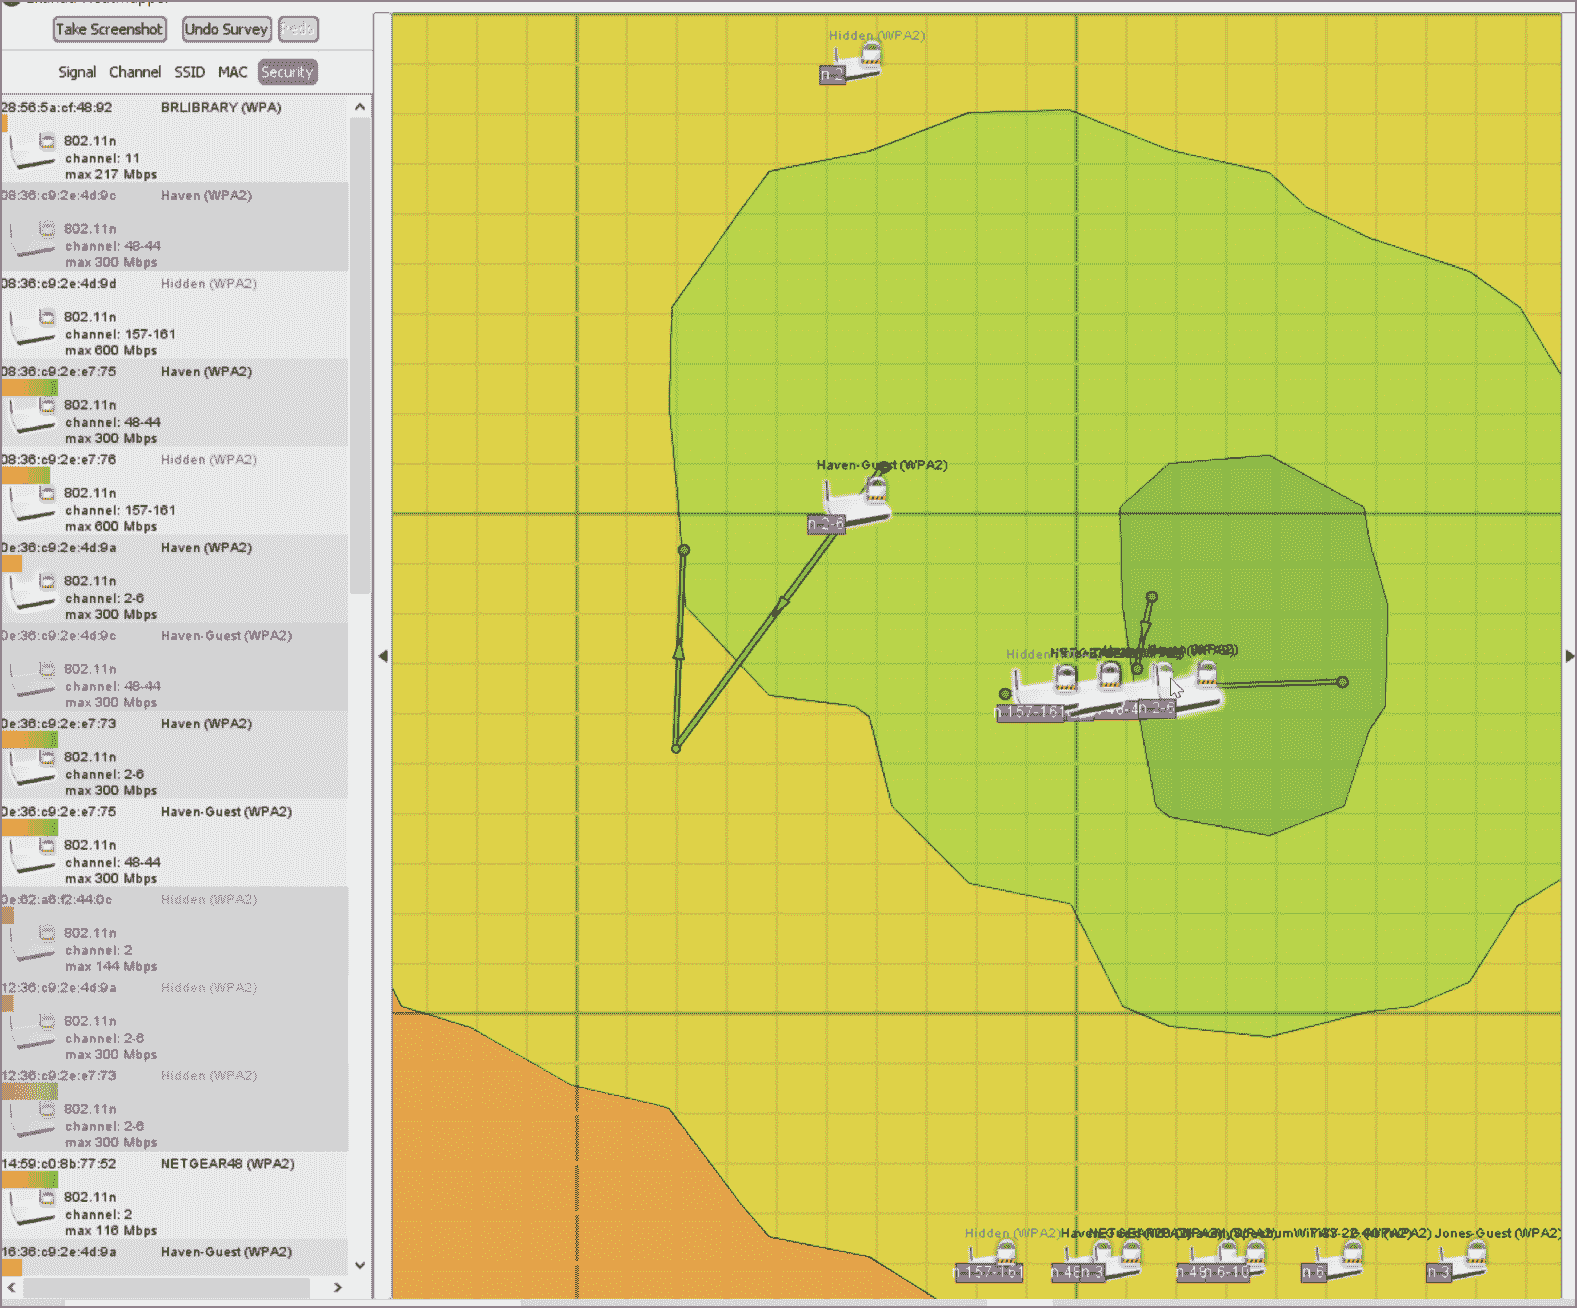 Take Screenshot
Undo Survey
Redo
Signal
Channel
SSID
MAC
Security
28:56:5a:cf:48:92 BRLIBRARY (WPA)
802.11n
channel: 11
max 217 Mbps
08:36:c9:2e:4d:9c Haven (WPA2)
802.11n
channel: 48-44
max 300 Mbps
08:36:c9:2e:4d:9d Hidden (WPA2)
802.11n
channel: 157-161
max 600 Mbps
08:36:c9:2e:e7:75 Haven (WPA2)
802.11n
channel: 48-44
max 300 Mbps
08:36:c9:2e:e7:76 Hidden (WPA2)
802.11n
channel: 157-161
max 600 Mbps
0e:36:c9:2e:4d:9a Haven (WPA2)
802.11n
channel: 2-6
max 300 Mbps
0e:36:c9:2e:4d:9c Haven-Guest (WPA2)
802.11n
channel: 48-44
max 300 Mbps
0e:36:c9:2e:e7:73 Haven (WPA2)
802.11n
channel: 2-6
max 300 Mbps
0e:36:c9:2e:e7:75 Haven-Guest (WPA2)
802.11n
channel: 48-44
max 300 Mbps
0e:62:a6:f2:44:0c Hidden (WPA2)
802.11n
channel: 2
max 144 Mbps
12:36:c9:2e:4d:9a Hidden (WPA2)
802.11n
channel: 2-6
max 300 Mbps
12:36:c9:2e:e7:73 Hidden (WPA2)
802.11n
channel: 2-6
max 300 Mbps
14:59:c0:8b:77:52 NETGEAR48 (WPA2)
802.11n
channel: 2
max 116 Mbps
16:36:c9:2e:4d:9a Haven-Guest (WPA2)
Hidden (WPA2)
n-2
Haven-Guest (WPA2)
n-2-6
Hidden
n-157-161
n-2-6
Hidden (WPA2)
n-157-161
n-48
n-3
n-48
n-6-10
n-6
Jones-Guest (WPA2)
n-3